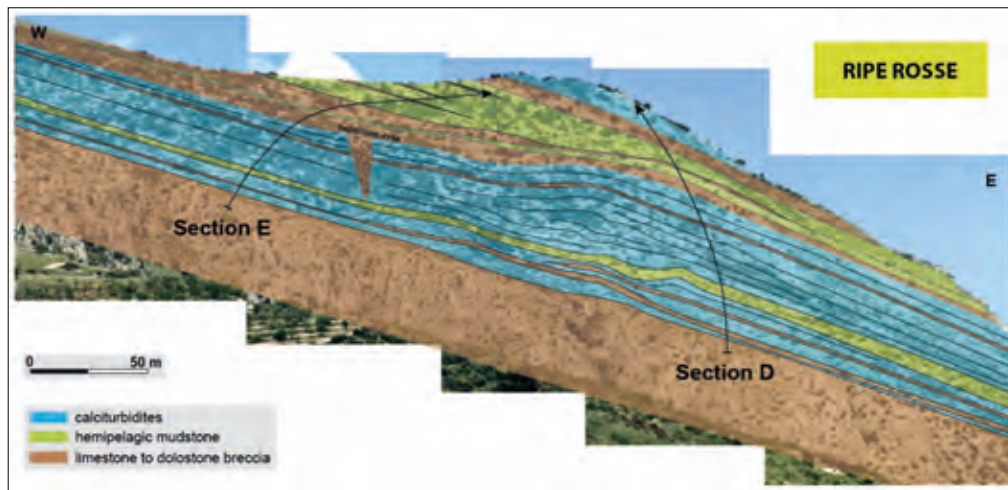 W
RIPE ROSSE
E
Section E
Section D
0 50 m
calciturbidites
hemipelagic mudstone
limestone to dolostone breccia